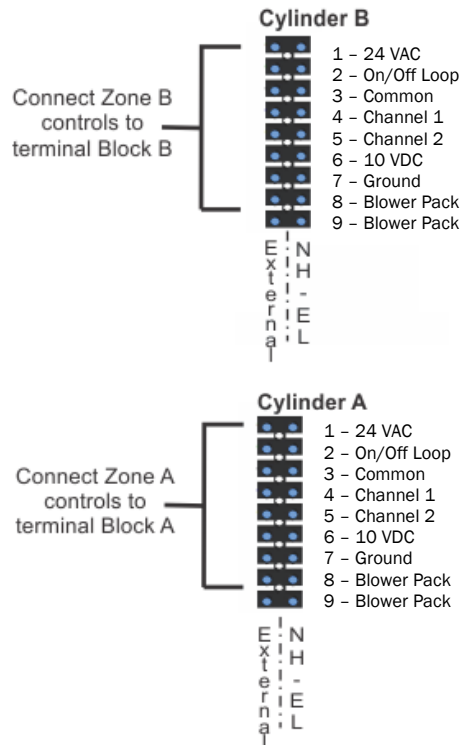 Cylinder B
Connect Zone B
controls to
terminal Block B
1 – 24 VAC
2 – On/Off Loop
3 – Common
4 – Channel 1
5 – Channel 2
6 – 10 VDC
7 – Ground
8 – Blower Pack
9 – Blower Pack
External
NH-EL
Cylinder A
Connect Zone A
controls to
terminal Block A
1 – 24 VAC
2 – On/Off Loop
3 – Common
4 – Channel 1
5 – Channel 2
6 – 10 VDC
7 – Ground
8 – Blower Pack
9 – Blower Pack
External
NH-EL